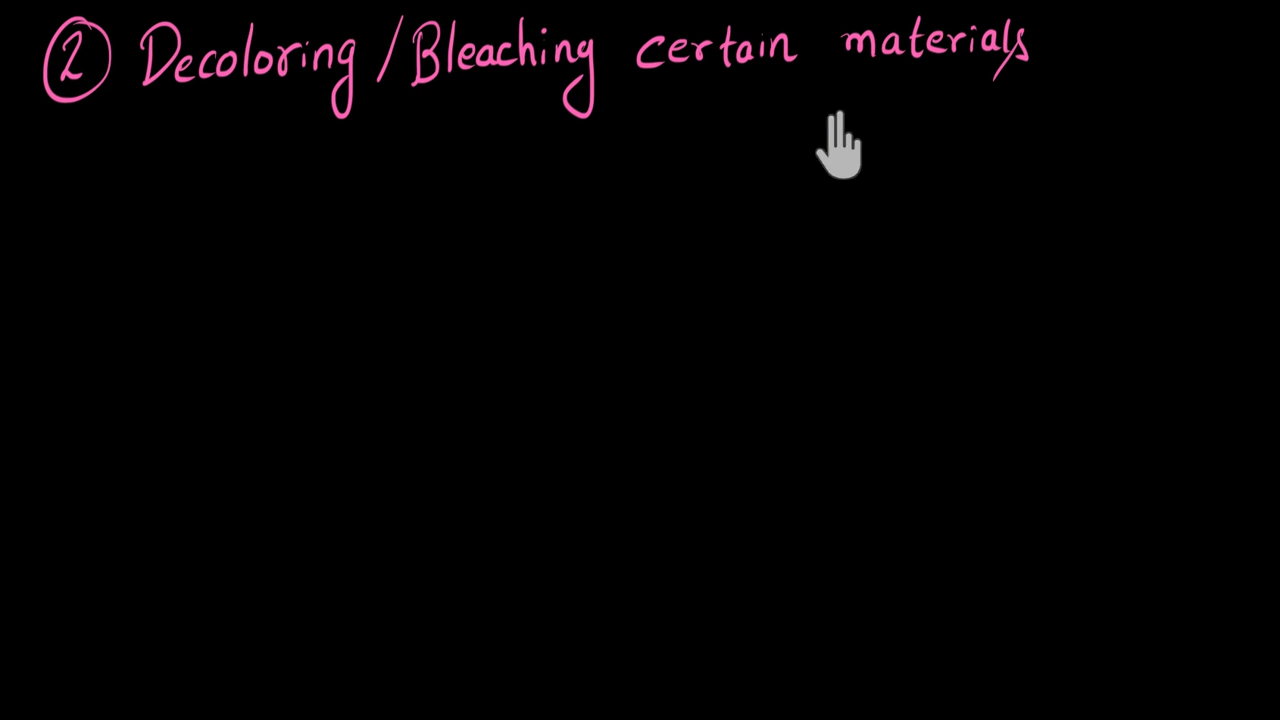 ② Decoloring / Bleaching certain materials